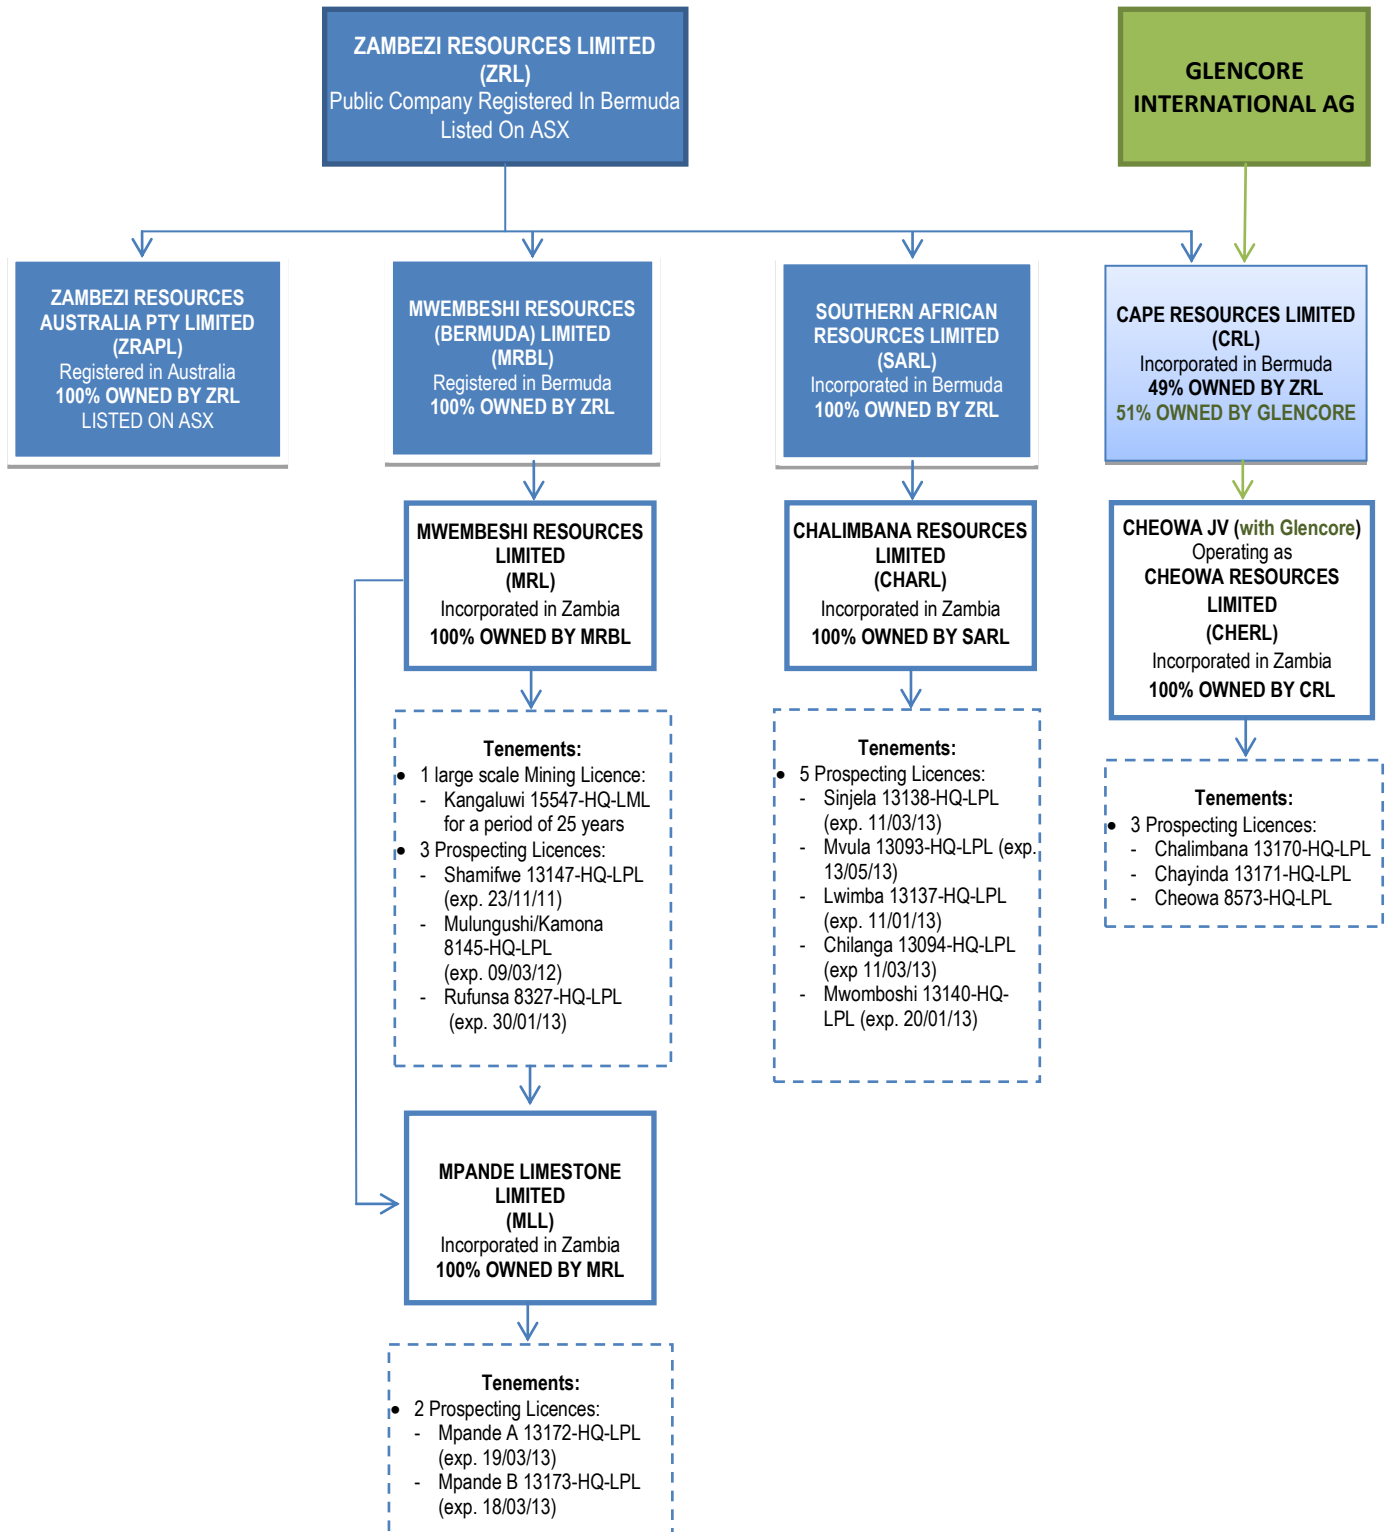 ZAMBEZI RESOURCES LIMITED
(ZRL)
Public Company Registered In Bermuda
Listed On ASX
GLENCORE
INTERNATIONAL AG
ZAMBEZI RESOURCES
AUSTRALIA PTY LIMITED
(ZRAPL)
Registered in Australia
100% OWNED BY ZRL
LISTED ON ASX
MWEMBESHI RESOURCES
(BERMUDA) LIMITED
(MRBL)
Registered in Bermuda
100% OWNED BY ZRL
SOUTHERN AFRICAN
RESOURCES LIMITED
(SARL)
Incorporated in Bermuda
100% OWNED BY ZRL
CAPE RESOURCES LIMITED
(CRL)
Incorporated in Bermuda
49% OWNED BY ZRL
51% OWNED BY GLENCORE
MWEMBESHI RESOURCES
LIMITED
(MRL)
Incorporated in Zambia
100% OWNED BY MRBL
CHALIMBANA RESOURCES
LIMITED
(CHARL)
Incorporated in Zambia
100% OWNED BY SARL
CHEOWA JV (with Glencore)
Operating as
CHEOWA RESOURCES
LIMITED
(CHERL)
Incorporated in Zambia
100% OWNED BY CRL
Tenements:
• 1 large scale Mining Licence:
- Kangaluwi 15547-HQ-LML
for a period of 25 years
• 3 Prospecting Licences:
- Shamifwe 13147-HQ-LPL
(exp. 23/11/11)
- Mulungushi/Kamona
8145-HQ-LPL
(exp. 09/03/12)
- Rufunsa 8327-HQ-LPL
(exp. 30/01/13)
Tenements:
• 5 Prospecting Licences:
- Sinjela 13138-HQ-LPL
(exp. 11/03/13)
- Mvula 13093-HQ-LPL (exp.
13/05/13)
- Lwimba 13137-HQ-LPL
(exp. 11/01/13)
- Chilanga 13094-HQ-LPL
(exp 11/03/13)
- Mwomboshi 13140-HQ-
LPL (exp. 20/01/13)
Tenements:
• 3 Prospecting Licences:
- Chalimbana 13170-HQ-LPL
- Chayinda 13171-HQ-LPL
- Cheowa 8573-HQ-LPL
MPANDE LIMESTONE
LIMITED
(MLL)
Incorporated in Zambia
100% OWNED BY MRL
Tenements:
• 2 Prospecting Licences:
- Mpande A 13172-HQ-LPL
(exp. 19/03/13)
- Mpande B 13173-HQ-LPL
(exp. 18/03/13)